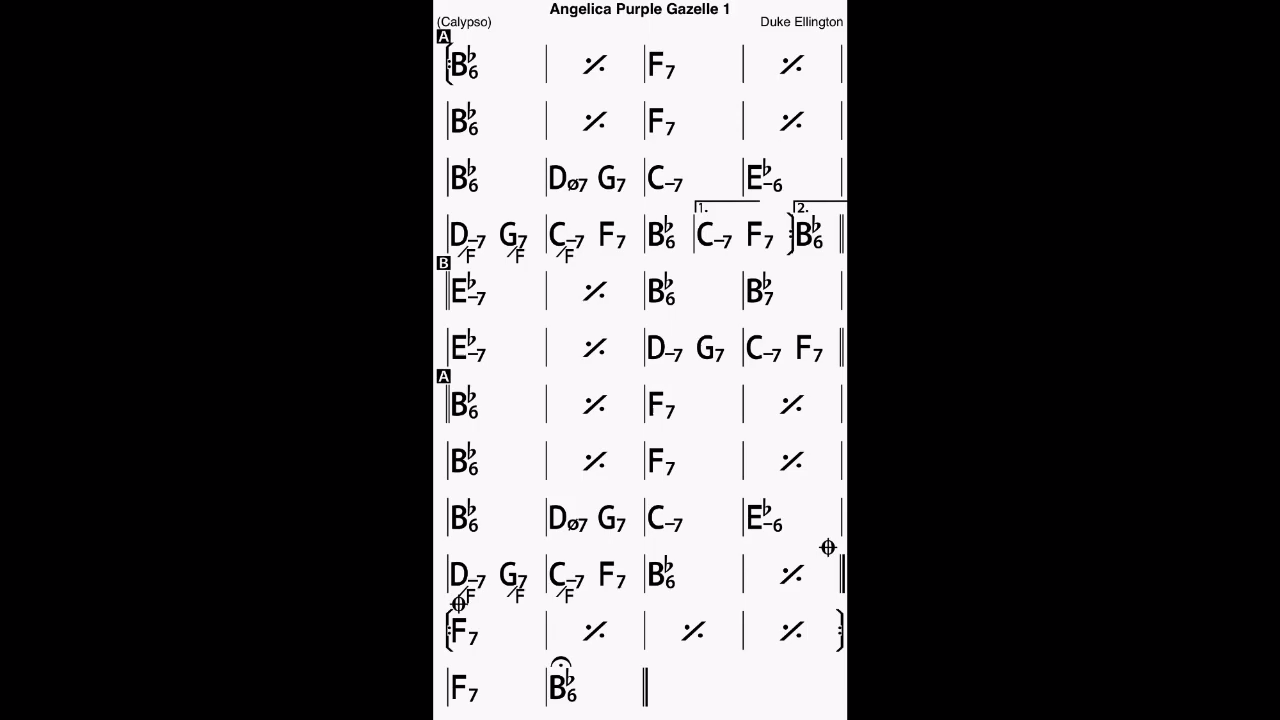 Angelica Purple Gazelle 1
(Calypso) Duke Ellington
A
B♭6 | 𝄎 | F7 | 𝄎
B♭6 | 𝄎 | F7 | 𝄎
B♭6 | Dø7 G7 | C–7 | E♭–6
1. 2.
D–7/F G7/F | C–7/F F7 | B♭6 | C–7 F7 | B♭6
B
E♭–7 | 𝄎 | B♭6 | B♭7
E♭–7 | 𝄎 | D–7 G7 | C–7 F7
A
B♭6 | 𝄎 | F7 | 𝄎
B♭6 | 𝄎 | F7 | 𝄎
B♭6 | Dø7 G7 | C–7 | E♭–6
D–7/F G7/F | C–7/F F7 | B♭6 | 𝄎
F7 | 𝄎 | 𝄎 | 𝄎
F7 | B♭6